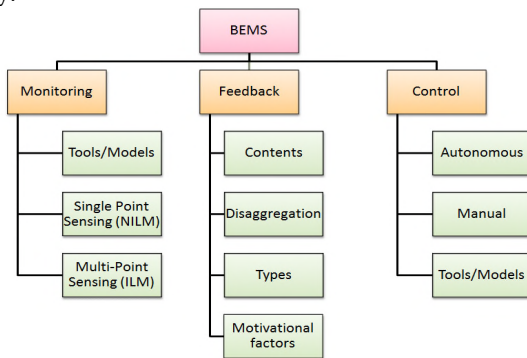 y.
BEMS
Monitoring
Feedback
Control
Tools/Models
Contents
Autonomous
Single Point
Sensing (NILM)
Disaggregation
Manual
Multi-Point
Sensing (ILM)
Types
Tools/Models
Motivational
factors